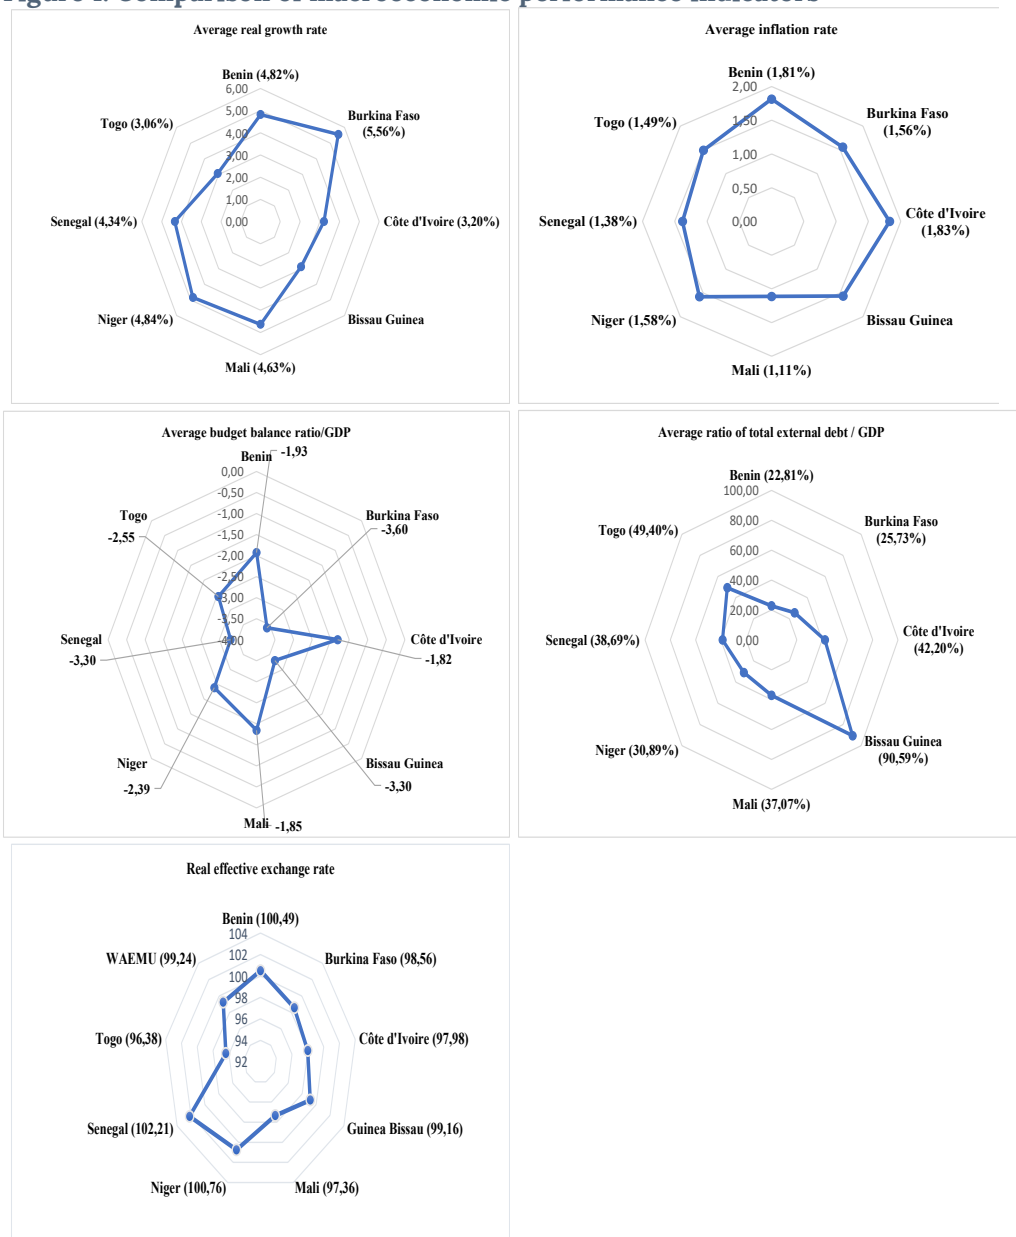 Figure 1: Comparison of macroeconomic performance indicators
Average real growth rate
Benin (4,82%)
6,00
5,00
4,00
3,00
2,00
1,00
0,00
Burkina Faso
(5,56%)
Côte d'Ivoire (3,20%)
Bissau Guinea
Mali (4,63%)
Niger (4,84%)
Senegal (4,34%)
Togo (3,06%)
Average inflation rate
Benin (1,81%)
2,00
1,50
1,00
0,50
0,00
Burkina Faso
(1,56%)
Côte d'Ivoire
(1,83%)
Bissau Guinea
Mali (1,11%)
Niger (1,58%)
Senegal (1,38%)
Togo (1,49%)
Average budget balance ratio/GDP
Benin
-1,93
0,00
-0,50
-1,00
-1,50
-2,00
-2,50
-3,00
-3,50
-4,00
Burkina Faso
-3,60
Côte d'Ivoire
-1,82
Bissau Guinea
-3,30
Mali
-1,85
Niger
-2,39
Senegal
-3,30
Togo
-2,55
Average ratio of total external debt / GDP
Benin (22,81%)
100,00
80,00
60,00
40,00
20,00
0,00
Burkina Faso
(25,73%)
Côte d'Ivoire
(42,20%)
Bissau Guinea
(90,59%)
Mali (37,07%)
Niger (30,89%)
Senegal (38,69%)
Togo (49,40%)
Real effective exchange rate
Benin (100,49)
104
102
100
98
96
94
92
Burkina Faso (98,56)
Côte d'Ivoire (97,98)
Guinea Bissau (99,16)
Mali (97,36)
Niger (100,76)
Senegal (102,21)
Togo (96,38)
WAEMU (99,24)